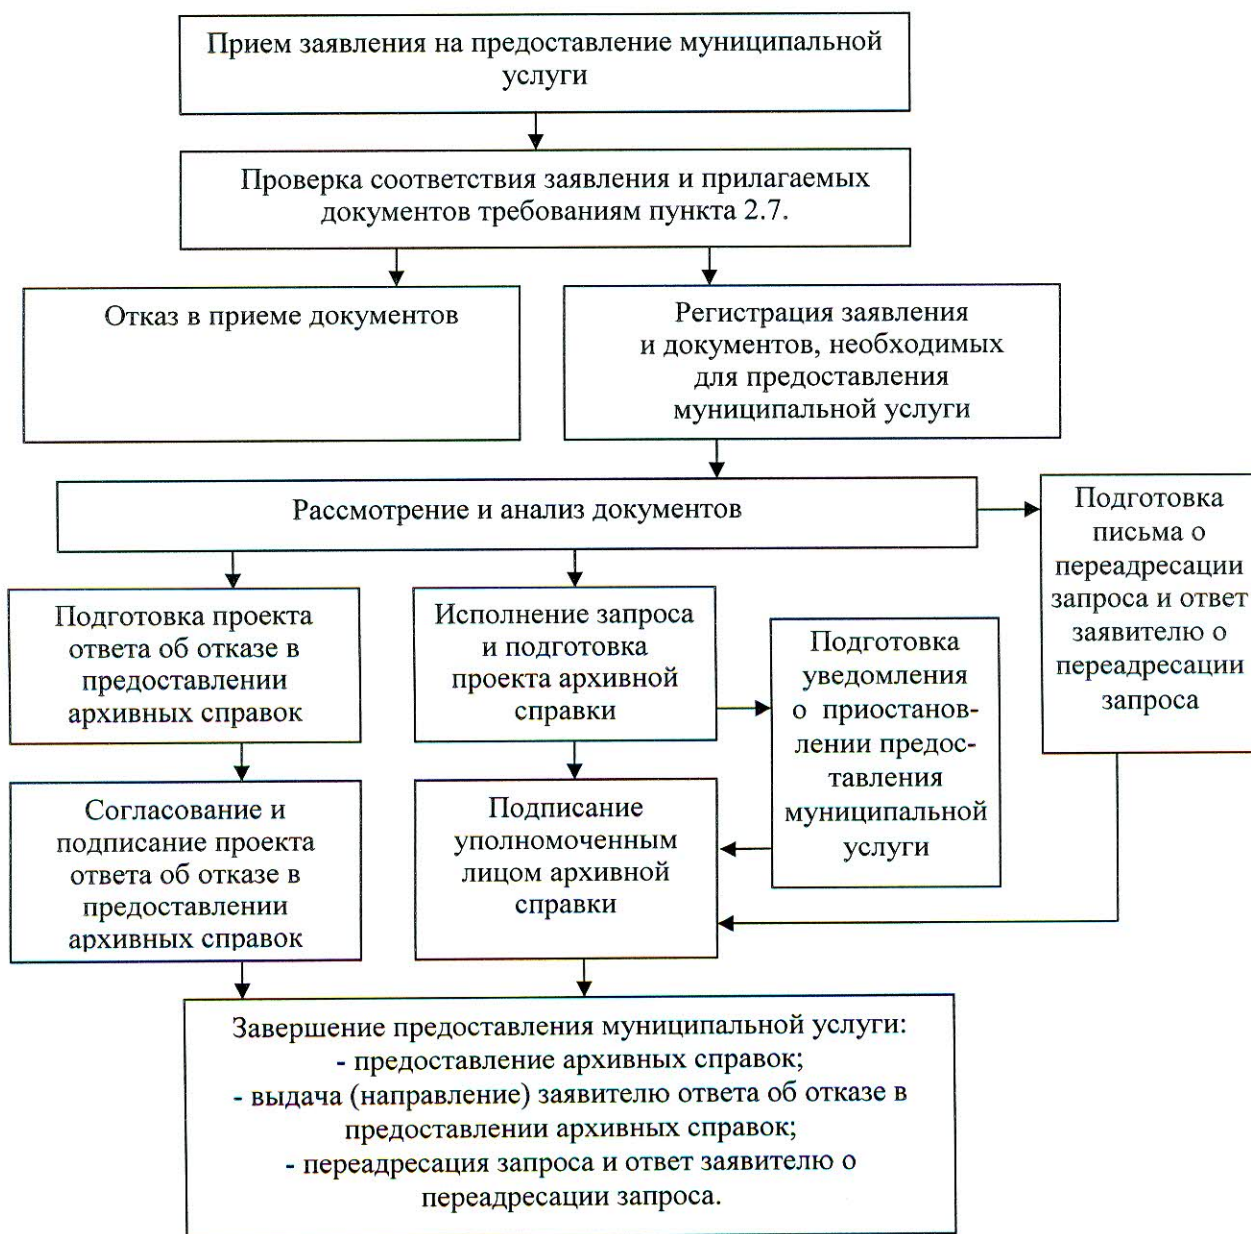 Прием заявления на предоставление муниципальной
услуги
Проверка соответствия заявления и прилагаемых
документов требованиям пункта 2.7.
Отказ в приеме документов
Регистрация заявления
и документов, необходимых
для предоставления
муниципальной услуги
Рассмотрение и анализ документов
Подготовка
письма о
переадресации
запроса и ответ
заявителю о
переадресации
запроса
Подготовка проекта
ответа об отказе в
предоставлении
архивных справок
Исполнение запроса
и подготовка
проекта архивной
справки
Подготовка
уведомления
о приостанов-
лении предос-
тавления
муниципальной
услуги
Согласование и
подписание проекта
ответа об отказе в
предоставлении
архивных справок
Подписание
уполномоченным
лицом архивной
справки
Завершение предоставления муниципальной услуги:
- предоставление архивных справок;
- выдача (направление) заявителю ответа об отказе в
предоставлении архивных справок;
- переадресация запроса и ответ заявителю о
переадресации запроса.